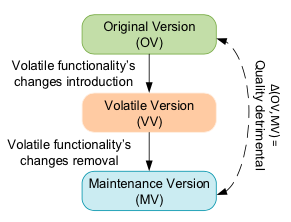 Original Version
(OV)
Volatile functionality's
changes introduction
Volatile Version
(VV)
Volatile functionality's
changes removal
Maintenance Version
(MV)
Δ(OV,MV) =
Quality detrimental